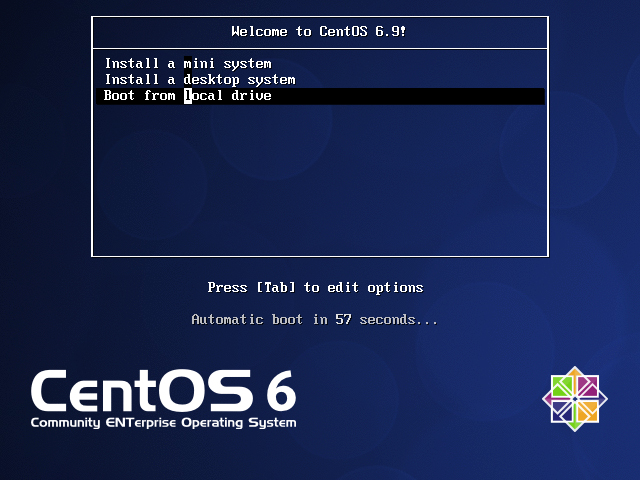 Welcome to CentOS 6.9!
Install a mini system
Install a desktop system
Boot from local drive
Press [Tab] to edit options
Automatic boot in 57 seconds...
CentOS 6
Community ENTerprise Operating System